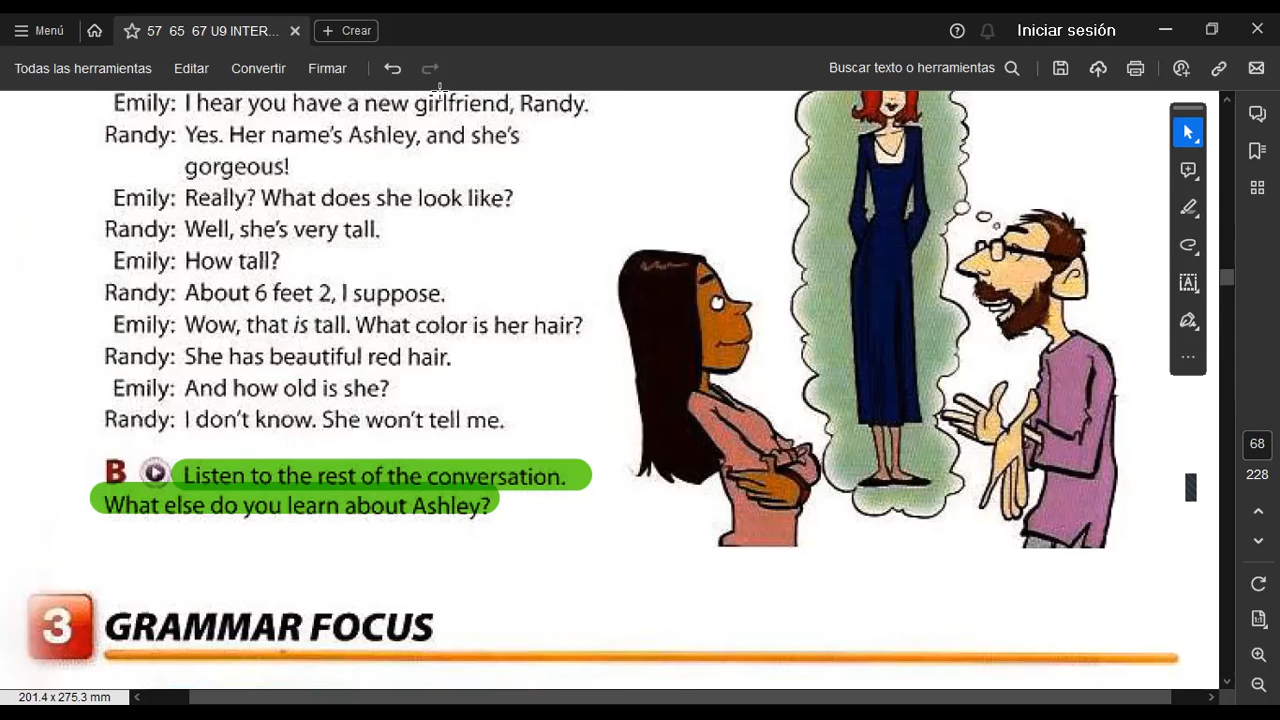 Menú
57 65 67 U9 INTER...
Crear
Iniciar sesión
Todas las herramientas
Editar
Convertir
Firmar
Buscar texto o herramientas
Emily: I hear you have a new girlfriend, Randy.
Randy: Yes. Her name's Ashley, and she's
gorgeous!
Emily: Really? What does she look like?
Randy: Well, she's very tall.
Emily: How tall?
Randy: About 6 feet 2, I suppose.
Emily: Wow, that is tall. What color is her hair?
Randy: She has beautiful red hair.
Emily: And how old is she?
Randy: I don't know. She won't tell me.
B Listen to the rest of the conversation.
What else do you learn about Ashley?
3 GRAMMAR FOCUS
68
228
201.4 x 275.3 mm